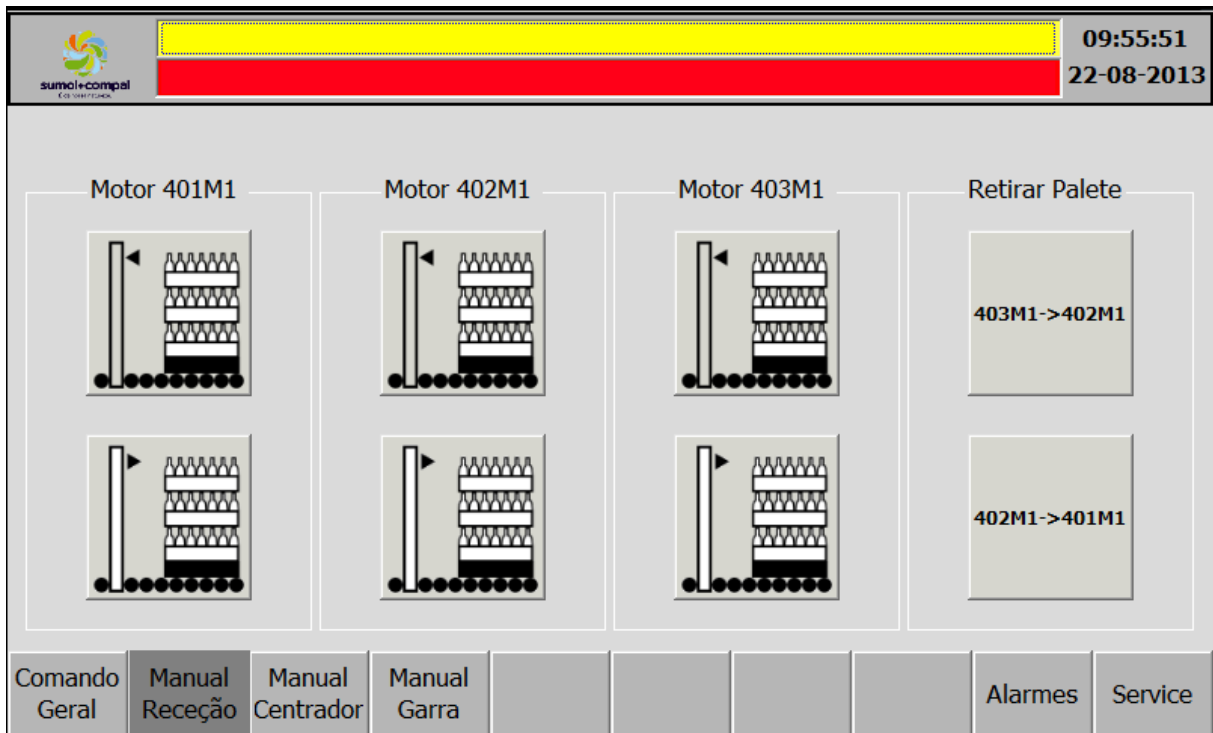 sumol+compal
09:55:51
22-08-2013
Motor 401M1
Motor 402M1
Motor 403M1
Retirar Palete
403M1->402M1
402M1->401M1
Comando
Geral
Manual
Receção
Manual
Centrador
Manual
Garra
Alarmes
Service